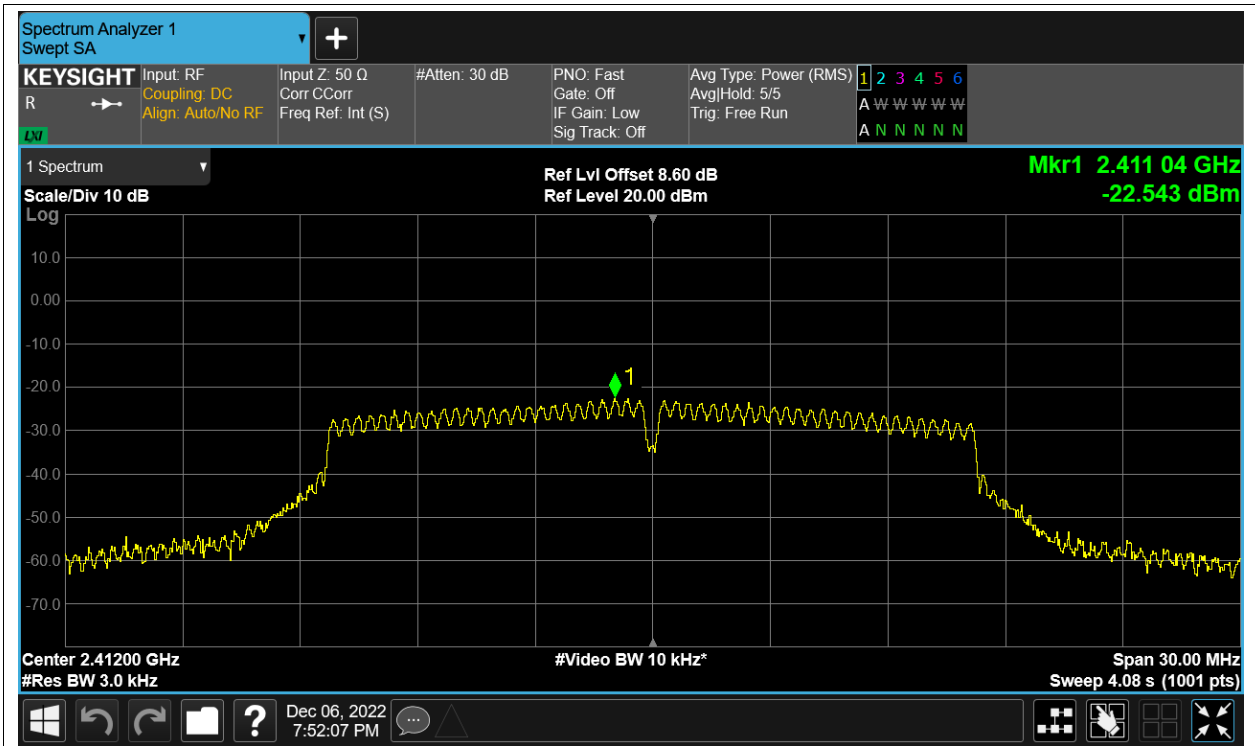 Spectrum Analyzer 1
Swept SA
KEYSIGHT
R
LXI
Input: RF
Coupling: DC
Align: Auto/No RF
Input Z: 50 Ω
Corr CCorr
Freq Ref: Int (S)
#Atten: 30 dB
PNO: Fast
Gate: Off
IF Gain: Low
Sig Track: Off
Avg Type: Power (RMS)
Avg|Hold: 5/5
Trig: Free Run
1 2 3 4 5 6
A W W W W W
A N N N N N
1 Spectrum
Scale/Div 10 dB
Ref Lvl Offset 8.60 dB
Ref Level 20.00 dBm
Mkr1 2.411 04 GHz
-22.543 dBm
Log
10.0
0.00
-10.0
-20.0
-30.0
-40.0
-50.0
-60.0
-70.0
1
Center 2.41200 GHz
#Res BW 3.0 kHz
#Video BW 10 kHz*
Span 30.00 MHz
Sweep 4.08 s (1001 pts)
?
Dec 06, 2022
7:52:07 PM